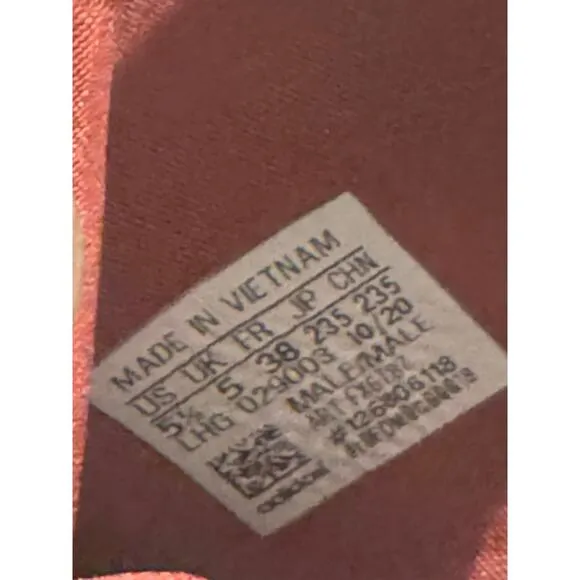 MADE IN VIETNAM
US UK FR JP CHN
5½ 5 38 235 235
LHG 029003 10/20
MALE/MALE
ART
#126806118
adidas